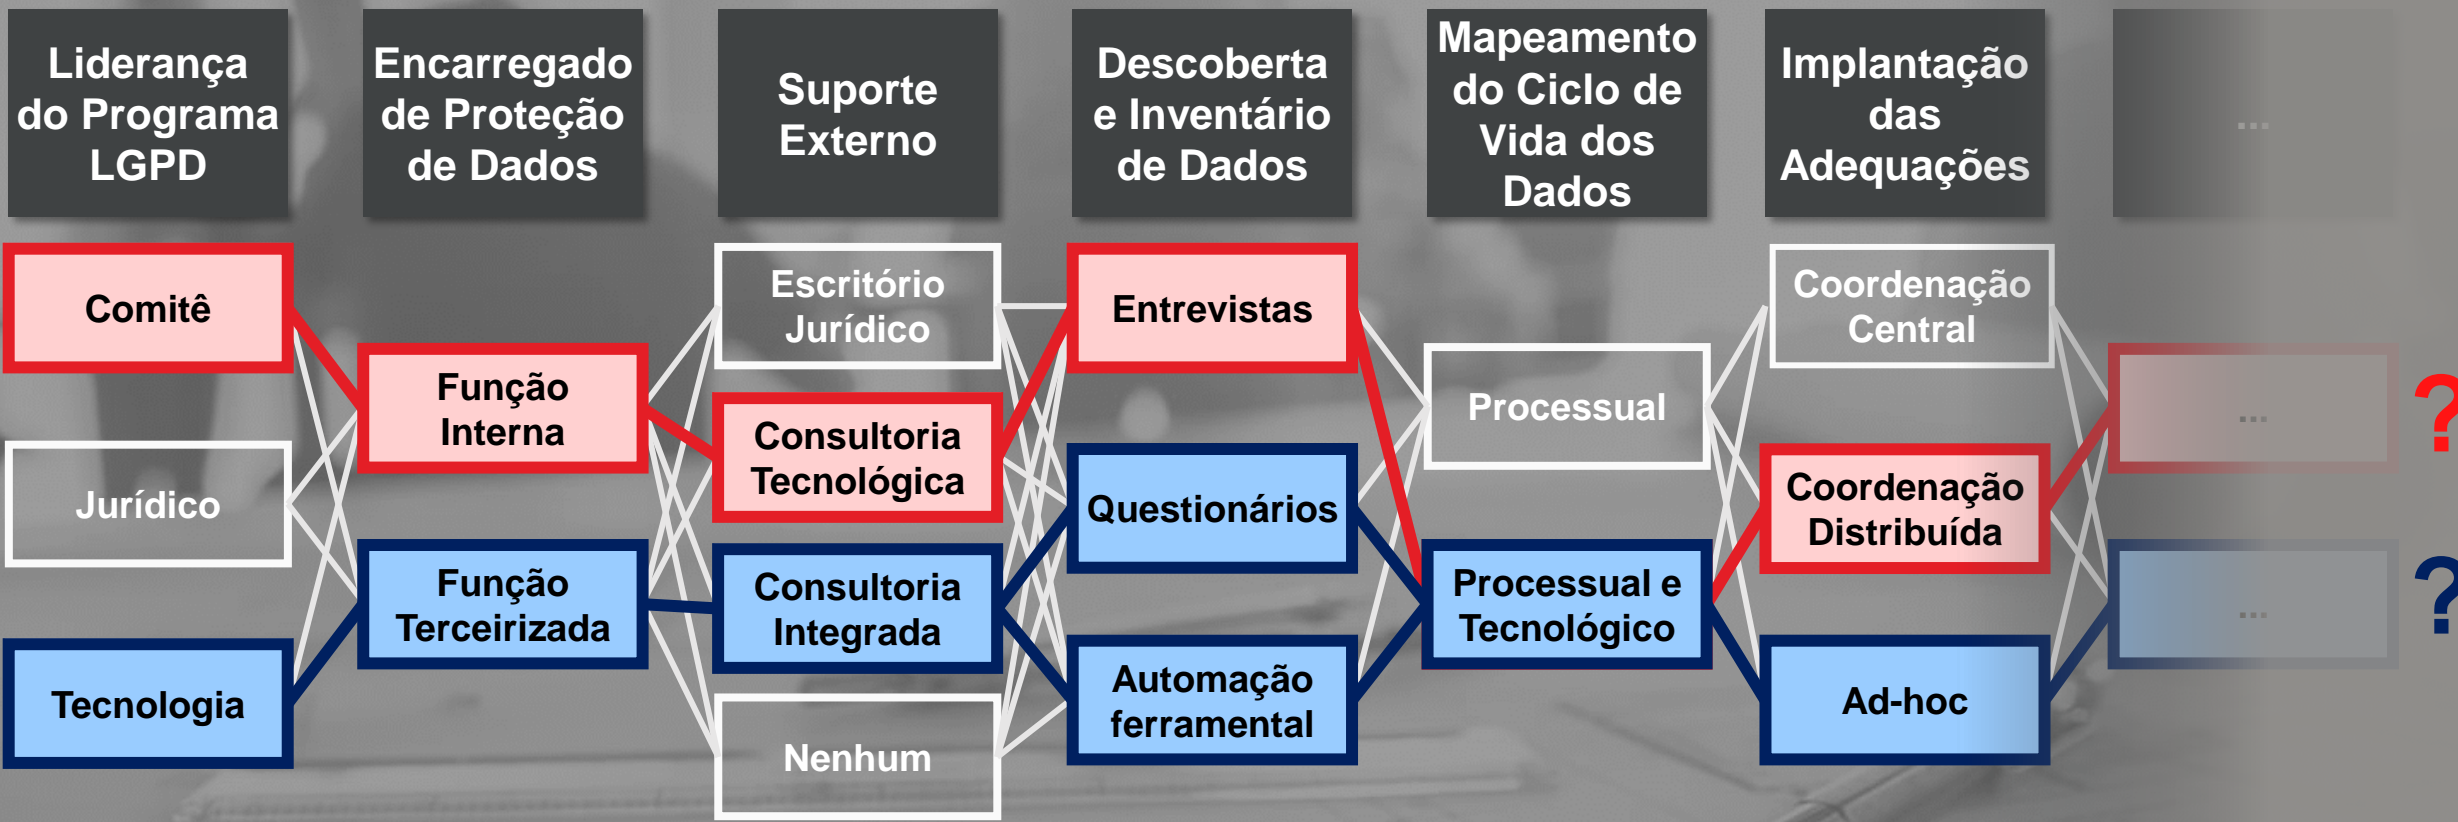 Liderança
do Programa
LGPD
Encarregado
de Proteção
de Dados
Suporte
Externo
Descoberta
e Inventário
de Dados
Mapeamento
do Ciclo de
Vida dos
Dados
Implantação
das
Adequações
...
Comitê
Jurídico
Tecnologia
Função
Interna
Função
Terceirizada
Escritório
Jurídico
Consultoria
Tecnológica
Consultoria
Integrada
Nenhum
Entrevistas
Questionários
Automação
ferramental
Processual
Processual e
Tecnológico
Coordenação
Central
Coordenação
Distribuída
Ad-hoc
...
...
?
?